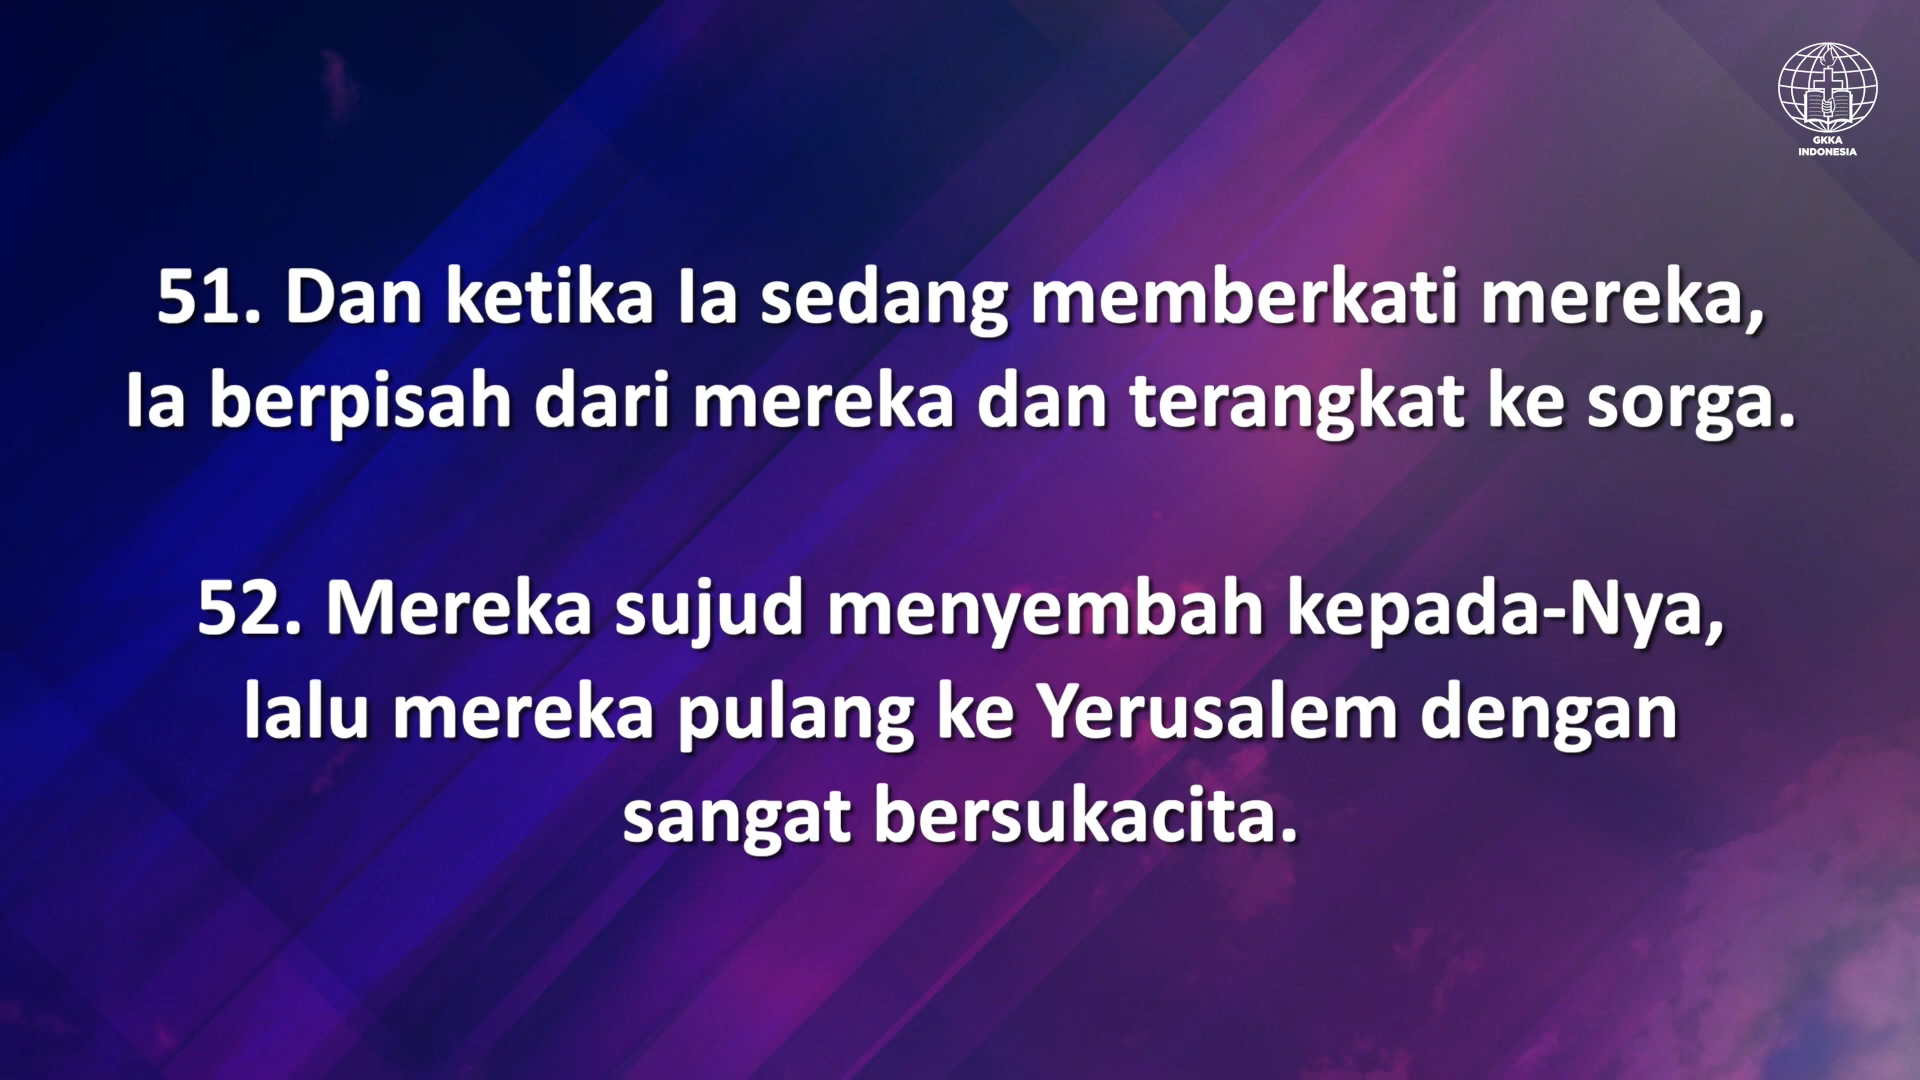 GKKA
INDONESIA
51. Dan ketika Ia sedang memberkati mereka,
Ia berpisah dari mereka dan terangkat ke sorga.
52. Mereka sujud menyembah kepada-Nya,
lalu mereka pulang ke Yerusalem dengan
sangat bersukacita.